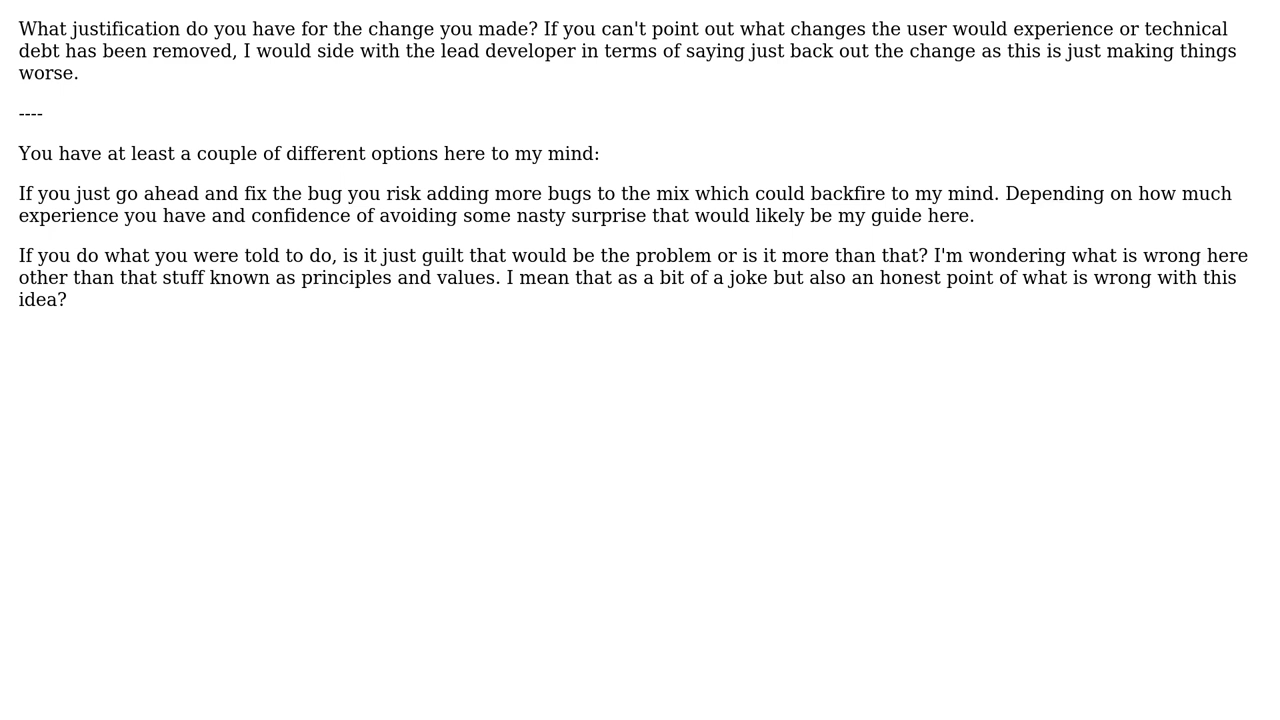 What justification do you have for the change you made? If you can't point out what changes the user would experience or technical
debt has been removed, I would side with the lead developer in terms of saying just back out the change as this is just making things
worse.
----
You have at least a couple of different options here to my mind:
If you just go ahead and fix the bug you risk adding more bugs to the mix which could backfire to my mind. Depending on how much
experience you have and confidence of avoiding some nasty surprise that would likely be my guide here.
If you do what you were told to do, is it just guilt that would be the problem or is it more than that? I'm wondering what is wrong here
other than that stuff known as principles and values. I mean that as a bit of a joke but also an honest point of what is wrong with this
idea?